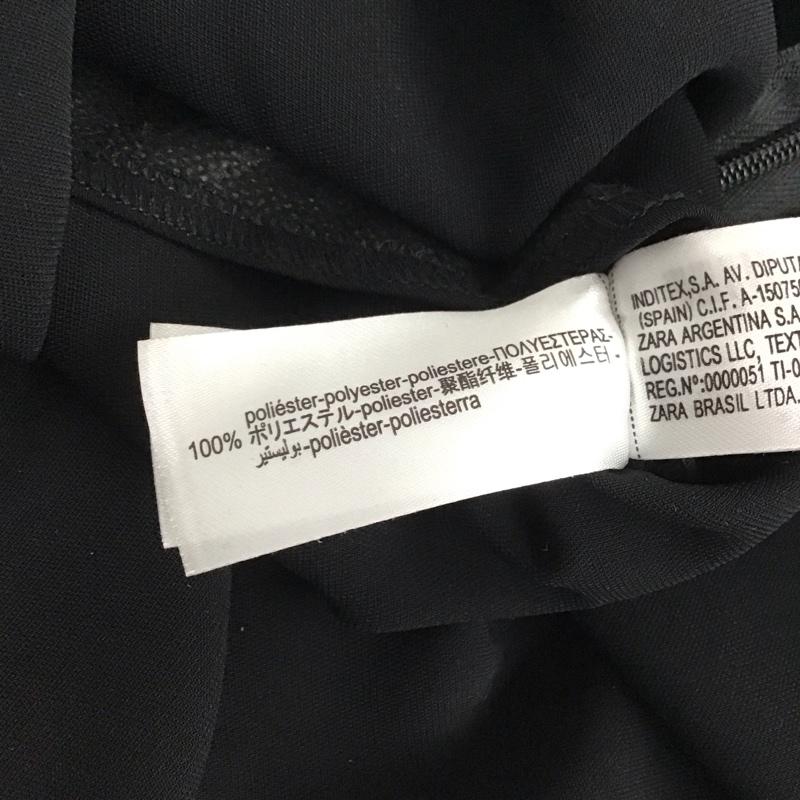 poliéster-polyester-poliestere-ΠΟΛΥΕΣΤΕΡΑΣ-
100% ポリエステル-poliester-聚酯纤维-폴리에스터-
بوليستير-polièster-poliesterra
INDITEX,S.A. AV. DIPUTA
(SPAIN) C.I.F. A-150750
ZARA ARGENTINA S.A
LOGISTICS LLC, TEXT
REG.Nº:0000051 TI-0
ZARA BRASIL LTDA.